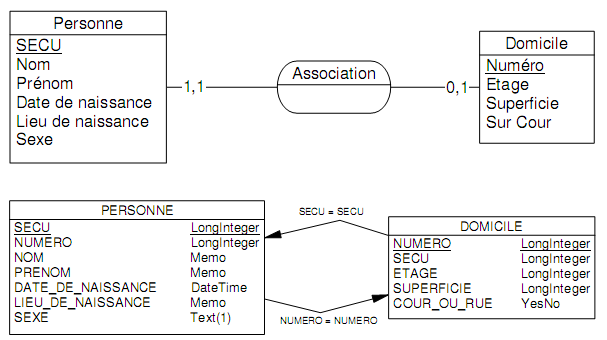 Personne
SECU
Nom
Prénom
Date de naissance
Lieu de naissance
Sexe
1,1
Association
0,1
Domicile
Numéro
Etage
Superficie
Sur Cour
PERSONNE
SECU LongInteger
NUMERO LongInteger
NOM Memo
PRENOM Memo
DATE_DE_NAISSANCE DateTime
LIEU_DE_NAISSANCE Memo
SEXE Text(1)
SECU = SECU
NUMERO = NUMERO
DOMICILE
NUMERO LongInteger
SECU LongInteger
ETAGE LongInteger
SUPERFICIE LongInteger
COUR_OU_RUE YesNo